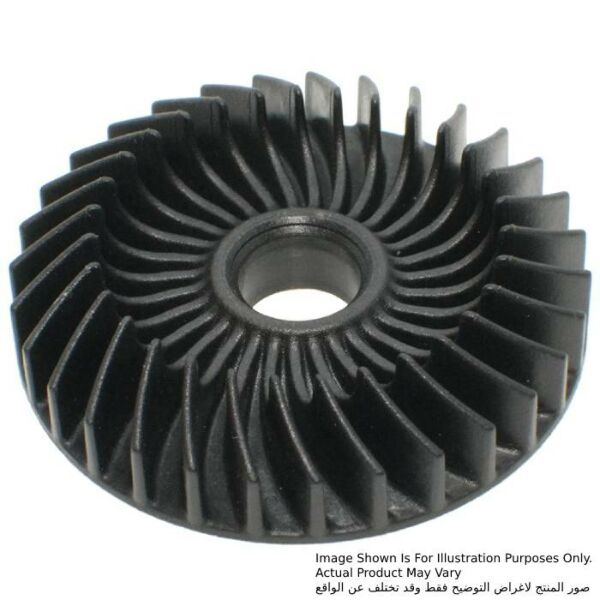 Image Shown Is For Illustration Purposes Only.
Actual Product May Vary
صور المنتج لاغراض التوضيح فقط وقد تختلف عن الواقع